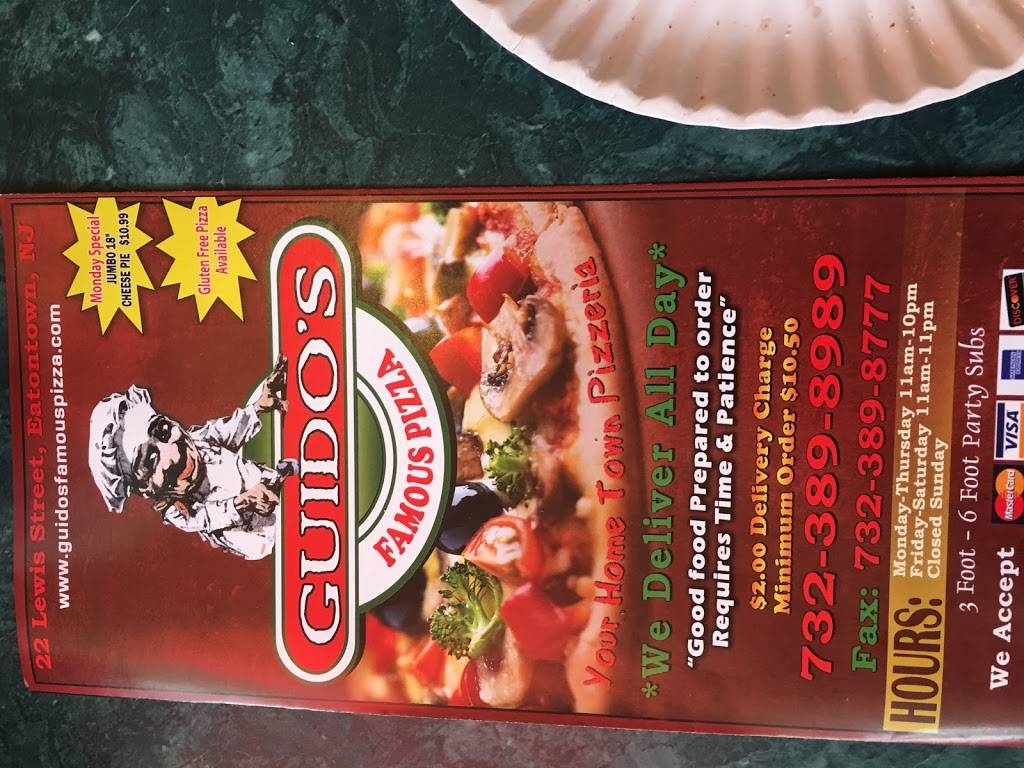 22 Lewis Street, Eatontown, NJ
www.guidosfamouspizza.com
Monday Special
JUMBO 18"
CHEESE PIE $10.99
Gluten Free Pizza
Available
GUIDO'S
FAMOUS PIZZA
Your Home Town Pizzeria
*We Deliver All Day*
"Good food Prepared to order
Requires Time & Patience"
$2.00 Delivery Charge
Minimum Order $10.50
732-389-8989
Fax: 732-389-8777
HOURS:
Monday-Thursday 11am-10pm
Friday-Saturday 11am-11pm
Closed Sunday
3 Foot - 6 Foot Party Subs
We Accept
MasterCard
VISA
DISCOVER